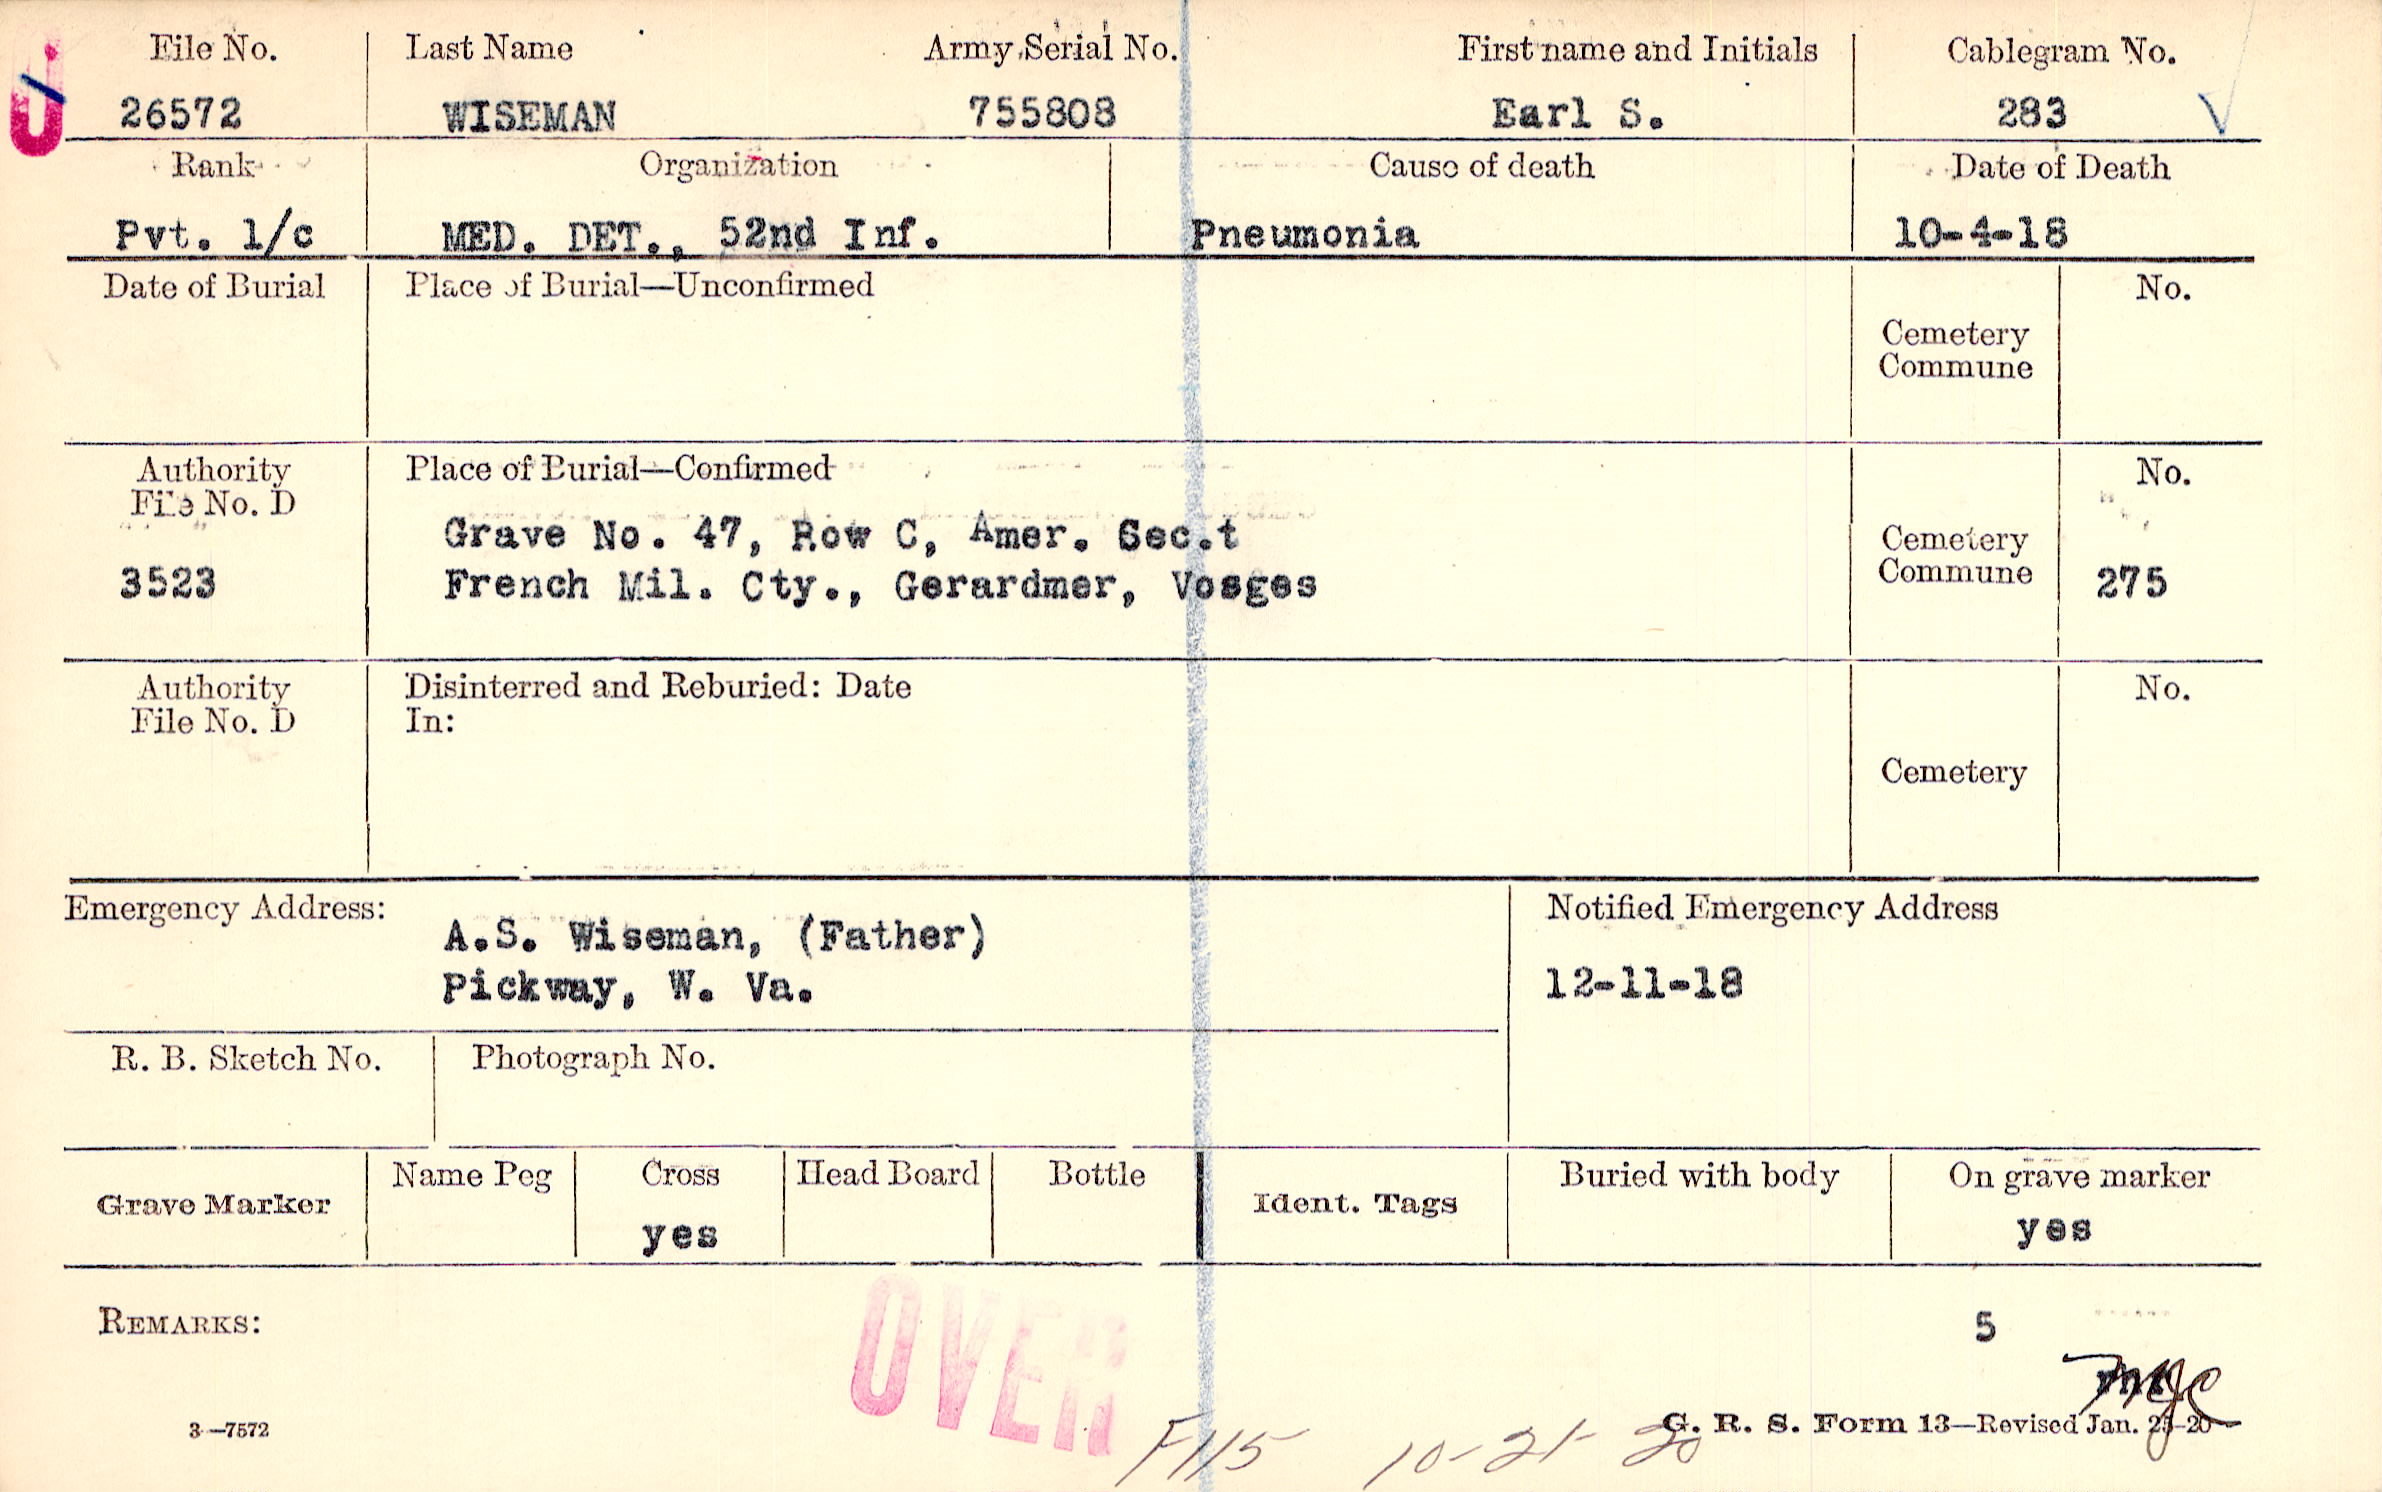 File No. Last Name Army Serial No. First name and Initials Cablegram No.
26572 WISEMAN 755808 Earl S. 283 V
U
Rank Organization Cause of death Date of Death
Pvt. 1/c MED. DET., 52nd Inf. Pneumonia 10-4-18
Date of Burial Place of Burial—Unconfirmed No.
Cemetery
Commune
Authority Place of Burial—Confirmed No.
File No. D
Grave No. 47, Row C, Amer. Sec.t Cemetery
3523 French Mil. Cty., Gerardmer, Vosges Commune 275
Authority Disinterred and Reburied: Date No.
File No. D In:
Cemetery
Emergency Address: Notified Emergency Address
A.S. Wiseman, (Father)
Pickway, W. Va. 12-11-18
R. B. Sketch No. Photograph No.
Grave Marker Name Peg Cross Head Board Bottle Ident. Tags Buried with body On grave marker
yes yes
REMARKS: OVER 5
3—7572 G. R. S. Form 13—Revised Jan. 25-20
F115 10-21-20